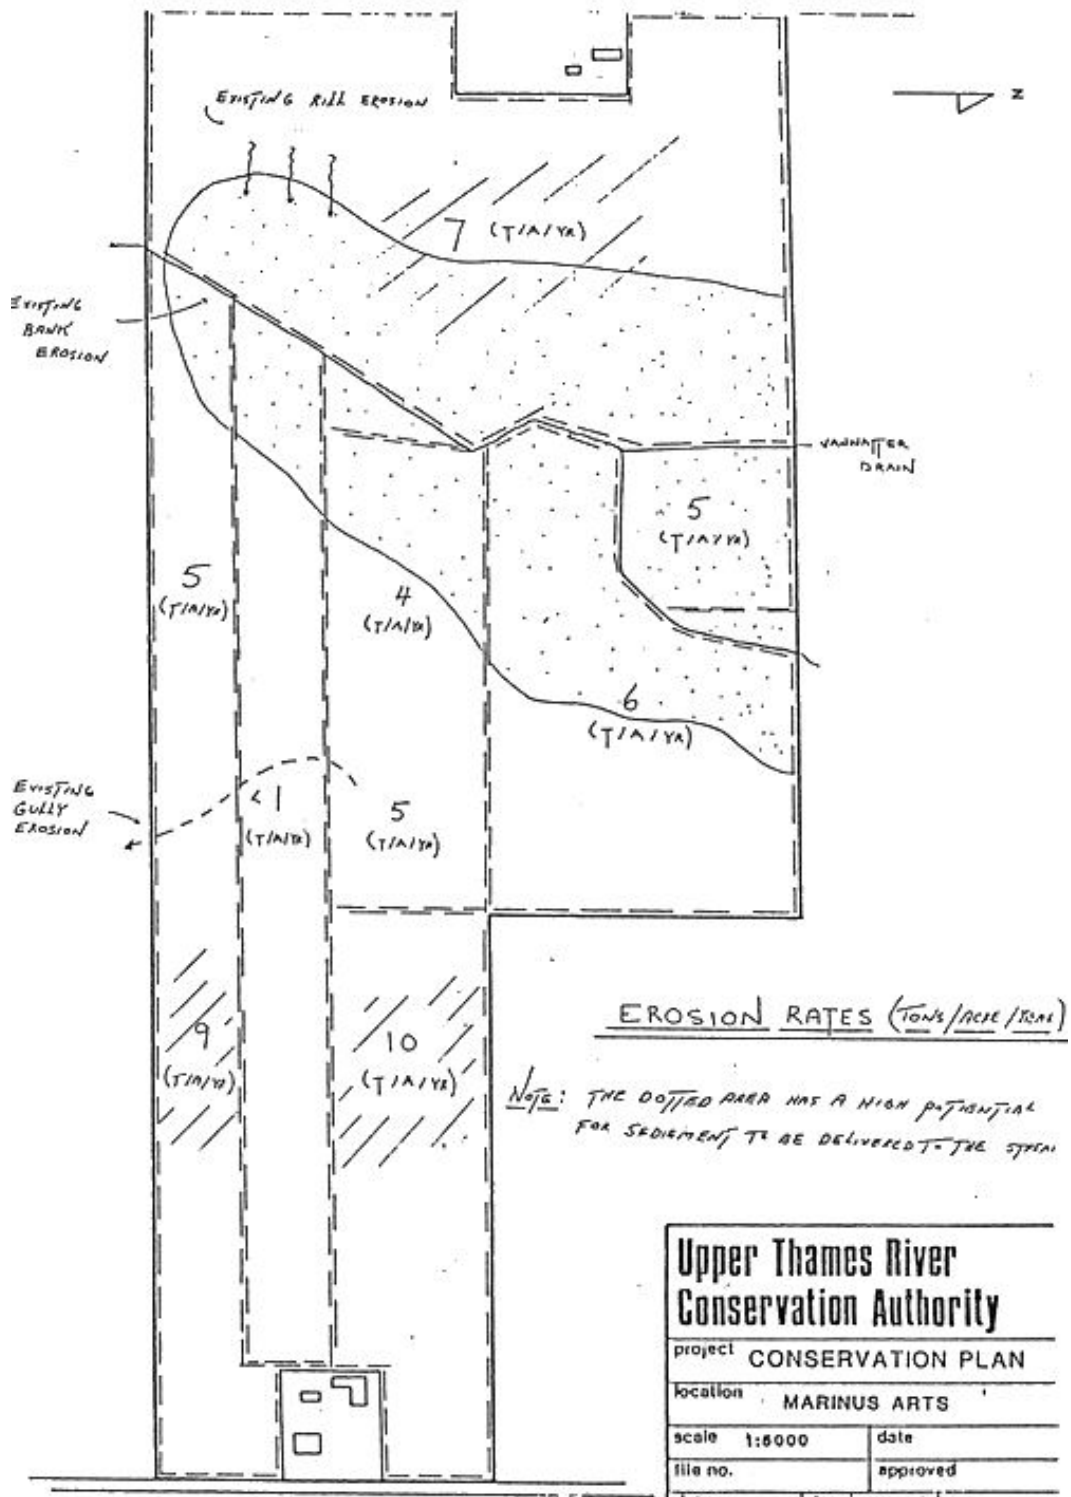 EXISTING RILL EROSION
N
7 (T/A/YR)
EXISTING
BANK
EROSION
VANNATTER
DRAIN
5
(T/A/YR)
5
(T/A/YR)
4
(T/A/YR)
6
(T/A/YR)
EXISTING
GULLY
EROSION
<1
(T/A/YR)
5
(T/A/YR)
9
(T/A/YR)
10
(T/A/YR)
EROSION RATES (TONS/ACRE/YEAR)
NOTE: THE DOTTED AREA HAS A HIGH POTENTIAL
FOR SEDIMENT TO BE DELIVERED TO THE STREAM
Upper Thames River
Conservation Authority
project CONSERVATION PLAN
location MARINUS ARTS
scale 1:6000 date
file no. approved